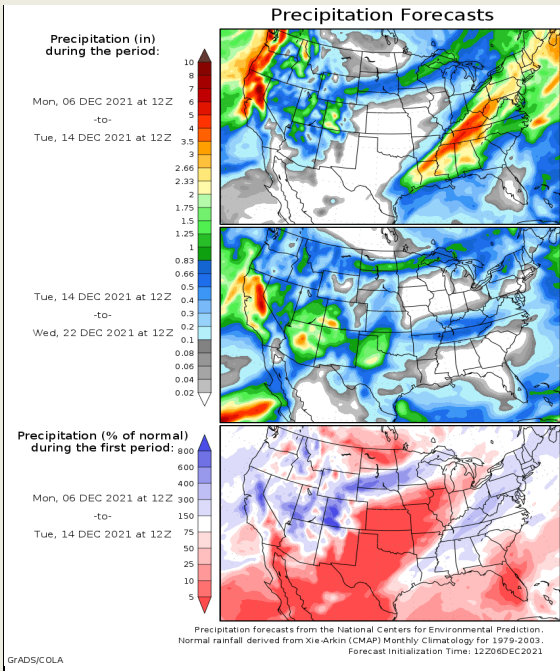 Precipitation Forecasts
Precipitation (in)
during the period:
Mon, 06 DEC 2021 at 12Z
-to-
Tue, 14 DEC 2021 at 12Z
10
8
7
6
5
4
3.5
3
2.66
2.33
2
1.75
1.5
1.25
1
0.83
0.66
0.5
0.4
0.3
0.2
0.1
0.08
0.06
0.04
0.02
Tue, 14 DEC 2021 at 12Z
-to-
Wed, 22 DEC 2021 at 12Z
Precipitation (% of normal)
during the first period:
Mon, 06 DEC 2021 at 12Z
-to-
Tue, 14 DEC 2021 at 12Z
800
600
400
300
150
75
50
25
10
5
Precipitation forecasts from the National Centers for Environmental Prediction.
Normal rainfall derived from Xie-Arkin (CMAP) Monthly Climatology for 1979-2003.
Forecast Initialization Time: 12Z06DEC2021
GrADS/COLA